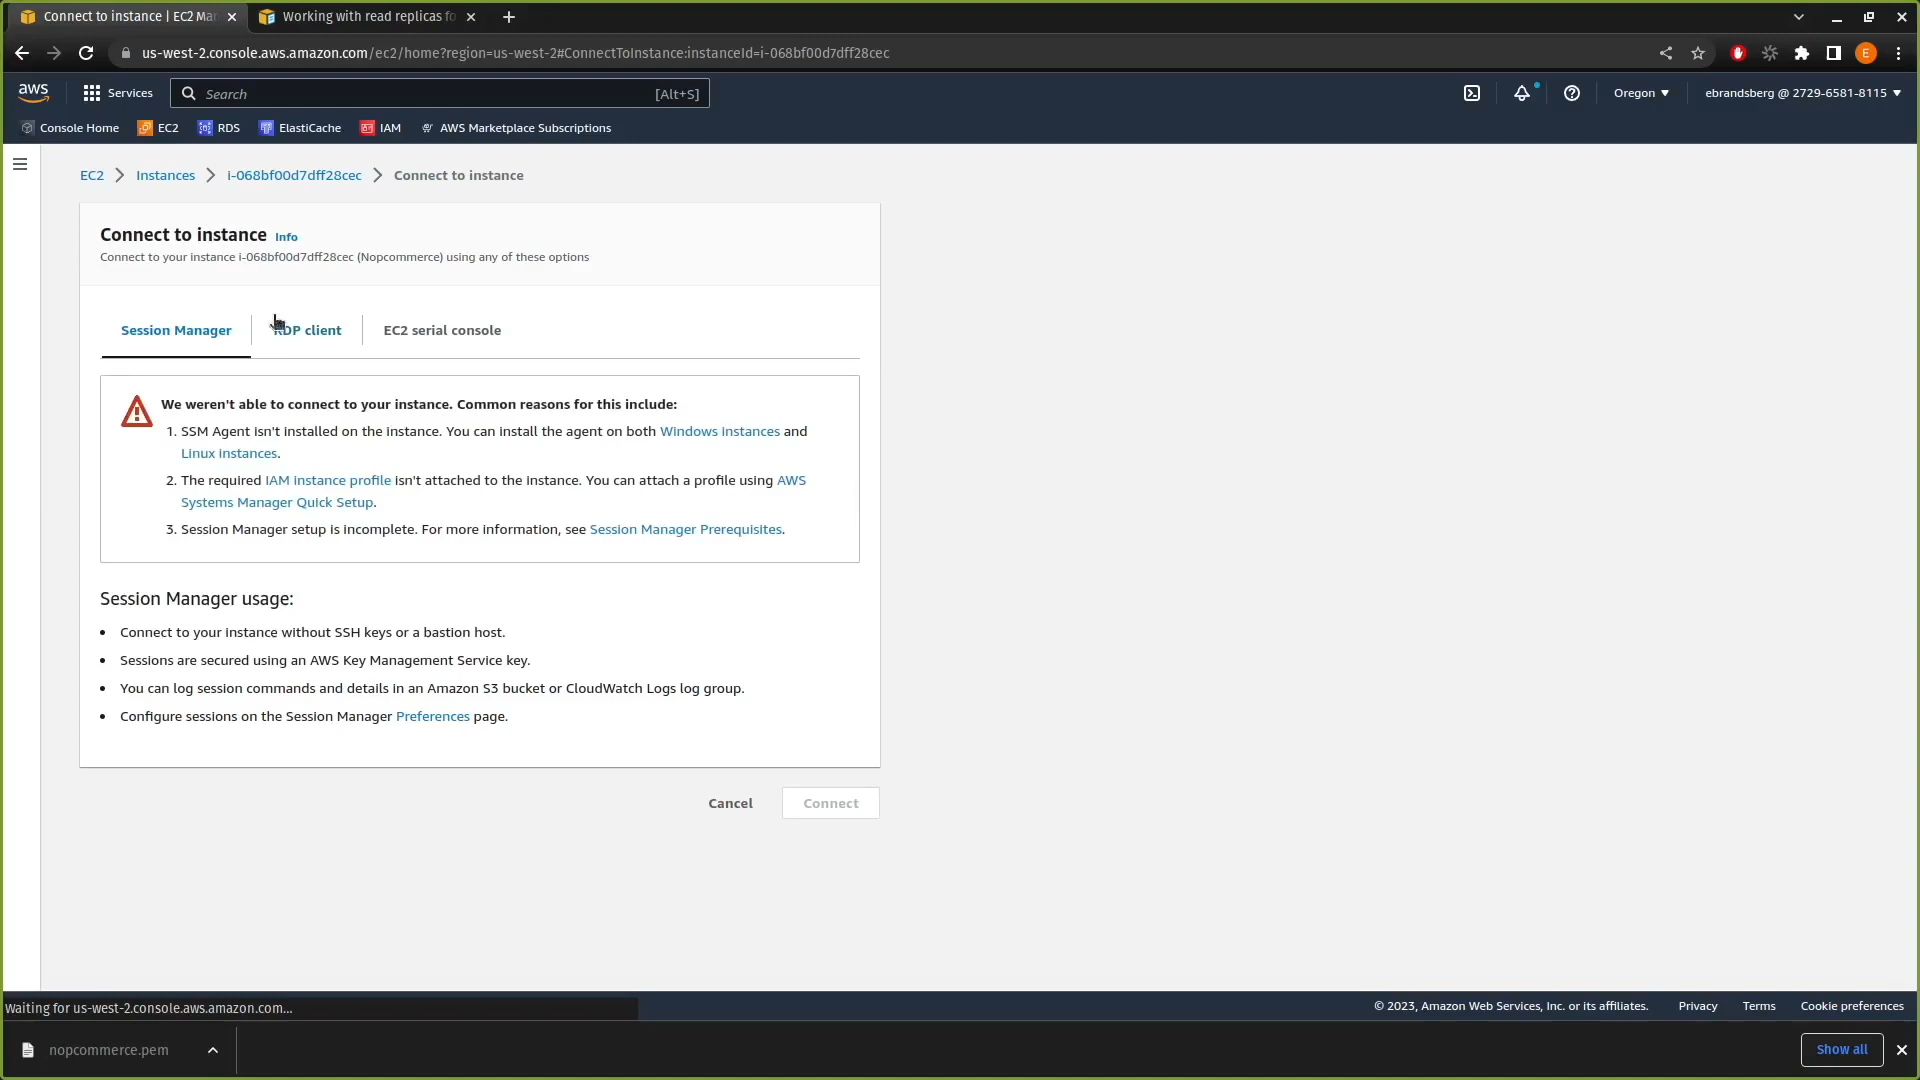 Connect to instance | EC2 Ma
Working with read replicas fo
us-west-2.console.aws.amazon.com/ec2/home?region=us-west-2#ConnectToInstance:instanceId=i-068bf00d7dff28cec
E
aws
Services
Search
[Alt+S]
Oregon
ebrandsberg @ 2729-6581-8115
Console Home
EC2
RDS
ElastiCache
IAM
AWS Marketplace Subscriptions
EC2
Instances
i-068bf00d7dff28cec
Connect to instance
Connect to instance Info
Connect to your instance i-068bf00d7dff28cec (Nopcommerce) using any of these options
Session Manager
RDP client
EC2 serial console
We weren't able to connect to your instance. Common reasons for this include:
1. SSM Agent isn't installed on the instance. You can install the agent on both Windows instances and
Linux instances.
2. The required IAM instance profile isn't attached to the instance. You can attach a profile using AWS
Systems Manager Quick Setup.
3. Session Manager setup is incomplete. For more information, see Session Manager Prerequisites.
Session Manager usage:
• Connect to your instance without SSH keys or a bastion host.
• Sessions are secured using an AWS Key Management Service key.
• You can log session commands and details in an Amazon S3 bucket or CloudWatch Logs log group.
• Configure sessions on the Session Manager Preferences page.
Cancel
Connect
Waiting for us-west-2.console.aws.amazon.com...
© 2023, Amazon Web Services, Inc. or its affiliates.
Privacy
Terms
Cookie preferences
nopcommerce.pem
Show all